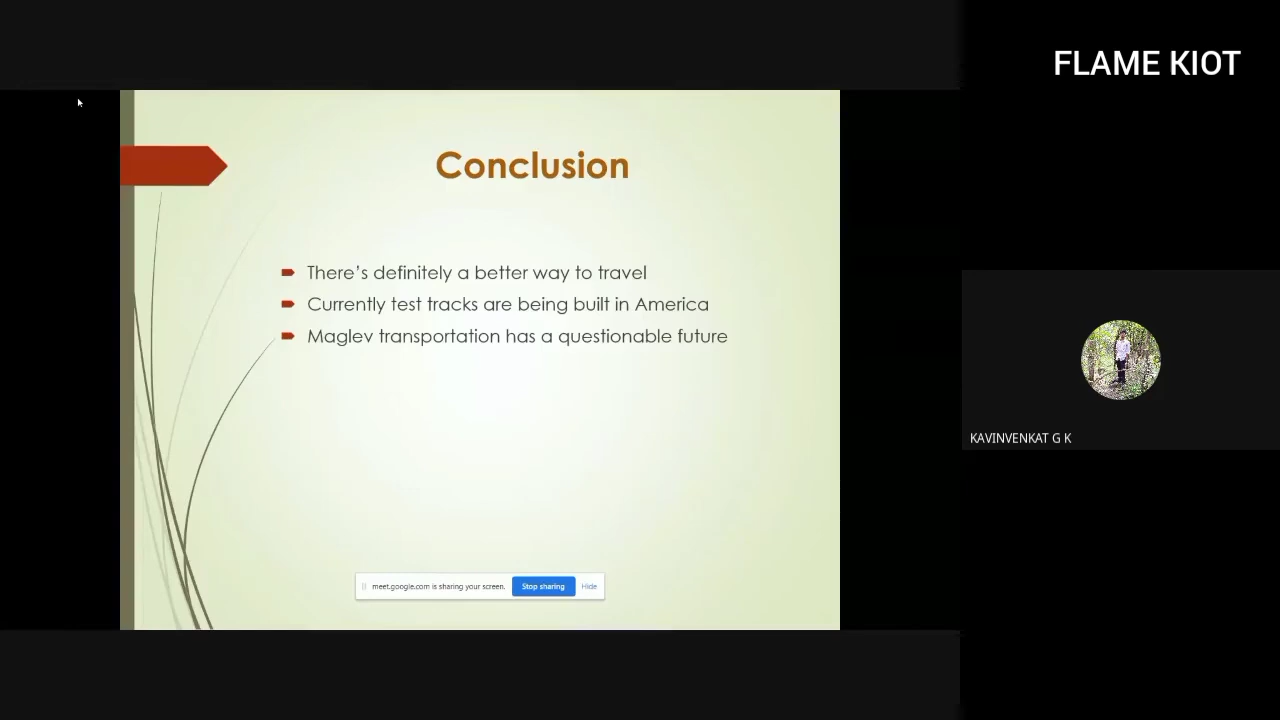 FLAME KIOT
Conclusion
There's definitely a better way to travel
Currently test tracks are being built in America
Maglev transportation has a questionable future
meet.google.com is sharing your screen. Stop sharing Hide
KAVINVENKAT G K